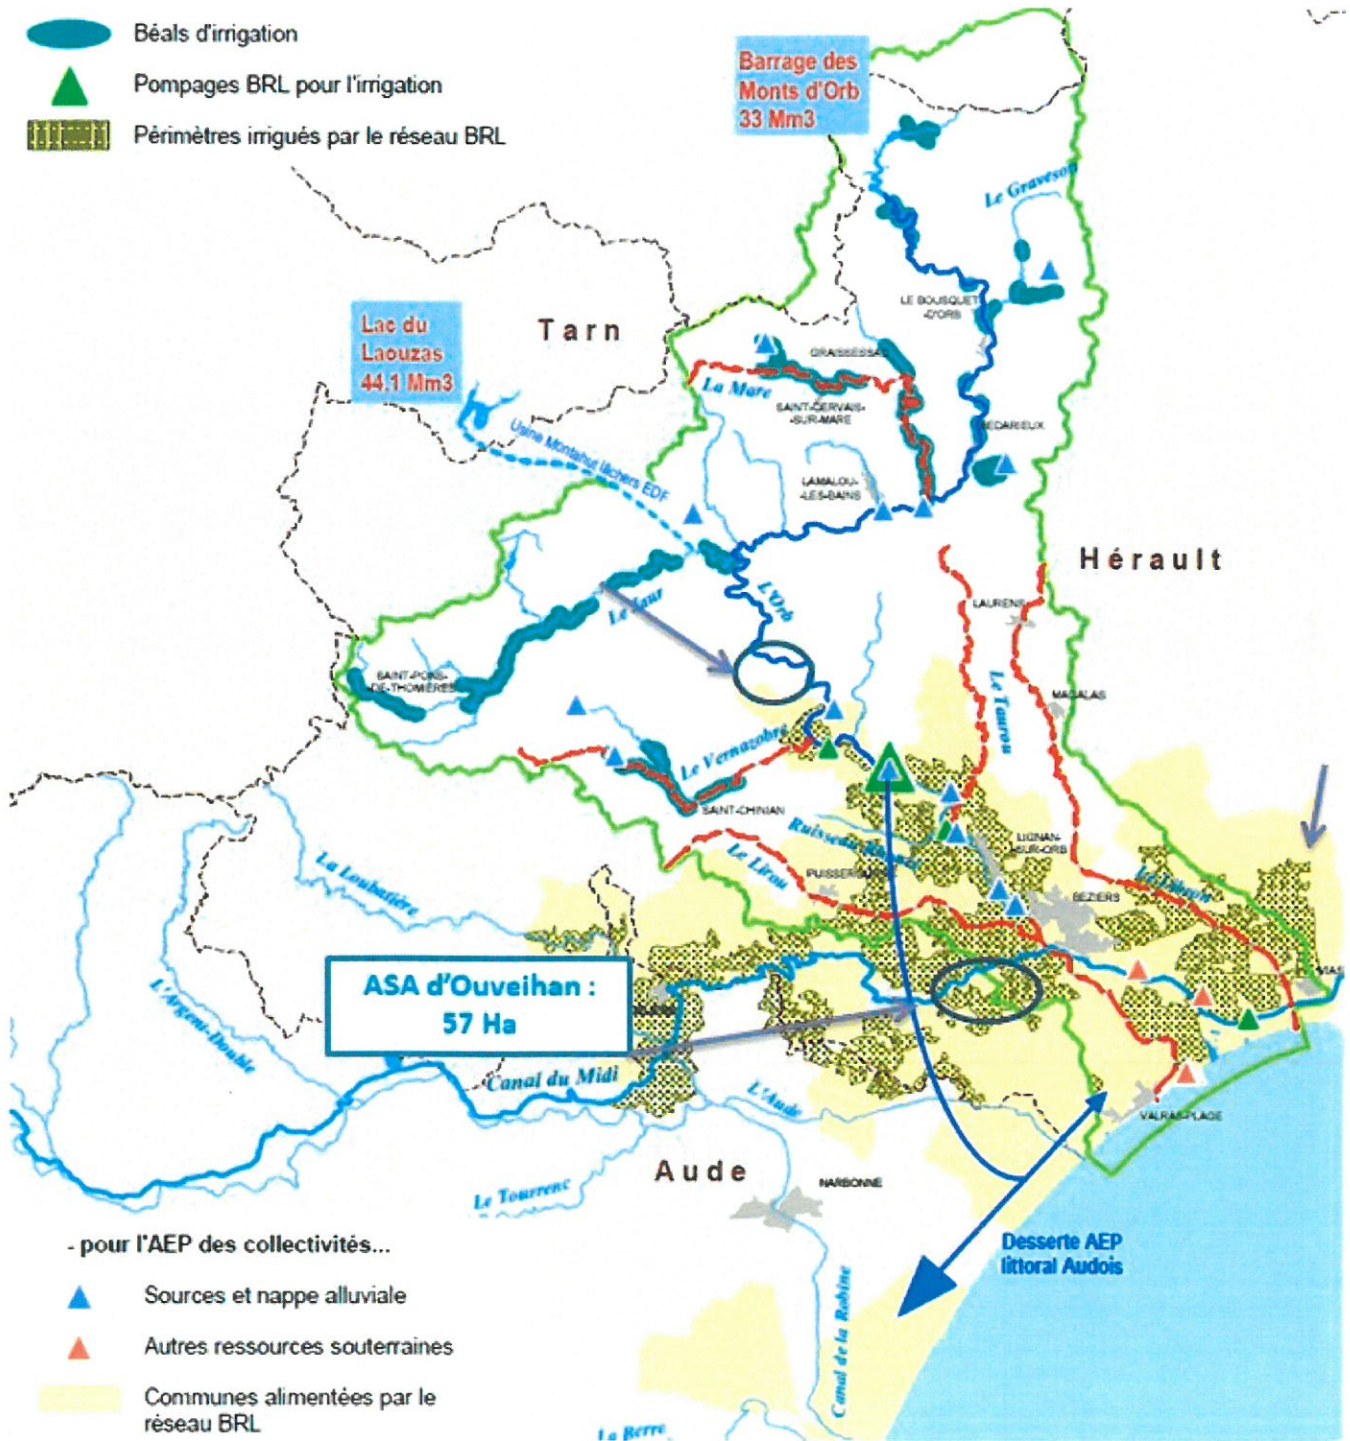 Béals d'irrigation
Pompages BRL pour l'irrigation
Périmètres irrigués par le réseau BRL
Barrage des
Monts d'Orb
33 Mm3
Le Graveson
LE BOUSQUET
-D'ORB
Lac du
Laouzas
44.1 Mm3
Tarn
GRAISSESSAC
La Mare
SAINT-GERVAIS-
-SUR-MARE
BEDARIEUX
Usine Montahut lâchers EDF
LAMALOU-
-LES-BAINS
Hérault
L'Orb
Le Jaur
LAURENS
SAINT-PONS-
-DE-THOMIÈRES
Le Taurou
MAGALAS
Le Vernazobre
SAINT-CHINIAN
Ruisseau
LIGNAN-
-SUR-ORB
La Loubatière
Le Lirou
Le Libron
BEZIERS
VIAS
ASA d'Ouveihan :
57 Ha
L'Argent-Double
Canal du Midi
L'Aude
VALRAS-PLAGE
Aude
Le Tourrenc
NARBONNE
- pour l'AEP des collectivités...
Desserte AEP
littoral Audois
Sources et nappe alluviale
Canal de la Robine
Autres ressources souterraines
Communes alimentées par le
réseau BRL
La Berre